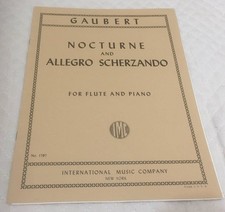 GAUBERT
NOCTURNE
AND
ALLEGRO SCHERZANDO
FOR FLUTE AND PIANO
IMC
INTERNATIONAL MUSIC COMPANY
NEW YORK